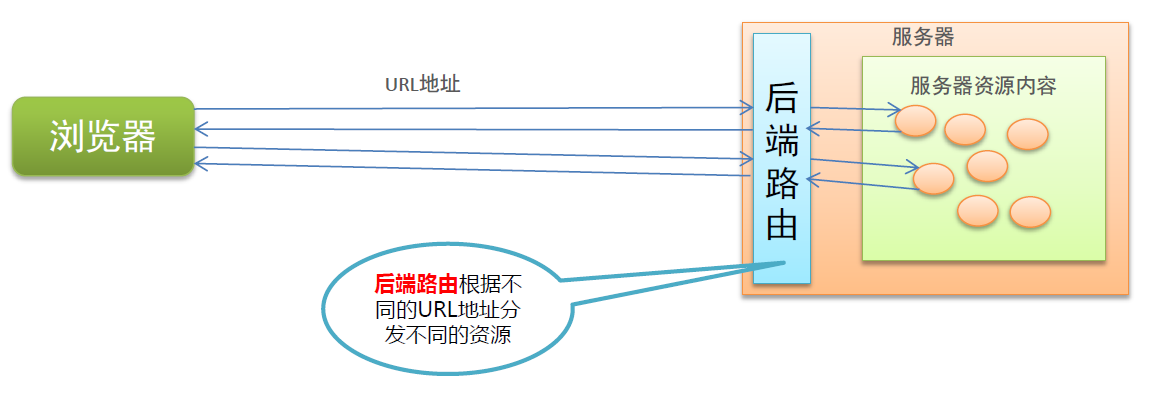 服务器
URL地址
服务器资源内容
浏览器
后端路由
后端路由根据不
同的URL地址分
发不同的资源